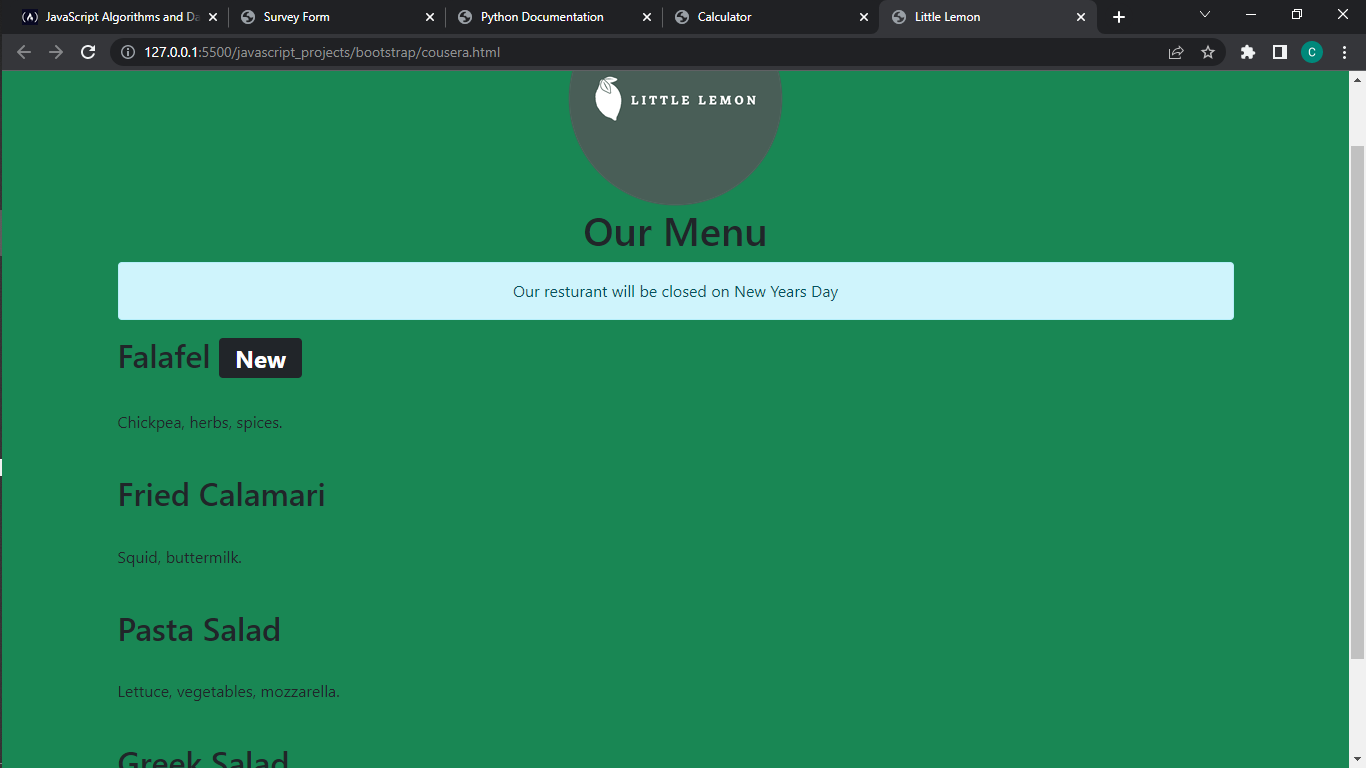 JavaScript Algorithms and Da
Survey Form
Python Documentation
Calculator
Little Lemon
127.0.0.1:5500/javascript_projects/bootstrap/cousera.html
C
LITTLE LEMON
Our Menu
Our resturant will be closed on New Years Day
Falafel New
Chickpea, herbs, spices.
Fried Calamari
Squid, buttermilk.
Pasta Salad
Lettuce, vegetables, mozzarella.
Greek Salad